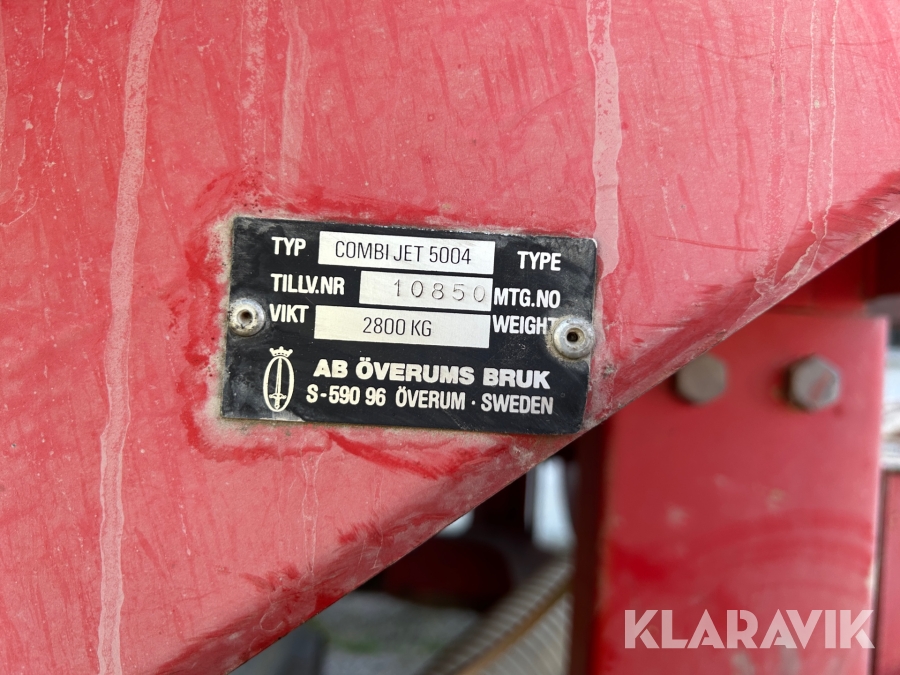 TYP COMBI JET 5004 TYPE
TILLV.NR 10850 MTG.NO
VIKT 2800 KG WEIGHT
AB ÖVERUMS BRUK
S-590 96 ÖVERUM · SWEDEN
KLARAVIK